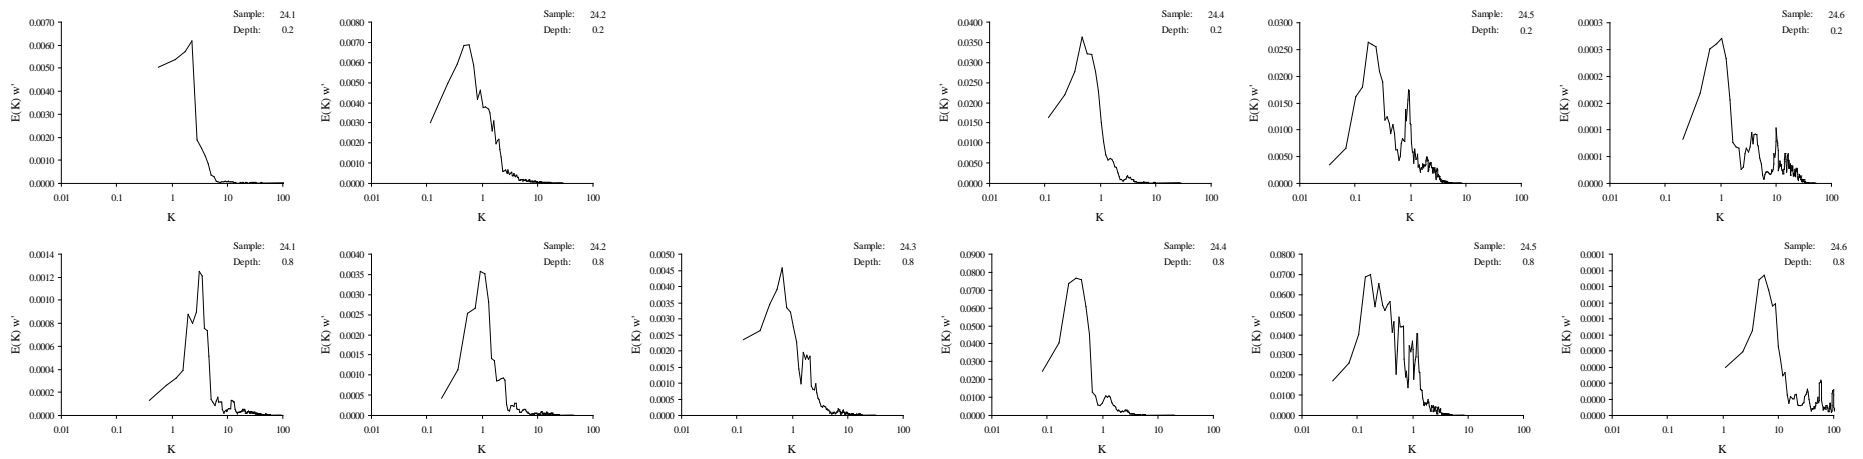 Sample: 24.1
Depth: 0.2
0.0070
0.0060
0.0050
0.0040
0.0030
0.0020
0.0010
0.0000
E(K) w'
0.01 0.1 1 10 100
K
Sample: 24.2
Depth: 0.2
0.0080
0.0070
0.0060
0.0050
0.0040
0.0030
0.0020
0.0010
0.0000
E(K) w'
0.01 0.1 1 10 100
K
Sample: 24.4
Depth: 0.2
0.0400
0.0350
0.0300
0.0250
0.0200
0.0150
0.0100
0.0050
0.0000
E(K) w'
0.01 0.1 1 10 100
K
Sample: 24.5
Depth: 0.2
0.0300
0.0250
0.0200
0.0150
0.0100
0.0050
0.0000
E(K) w'
0.01 0.1 1 10 100
K
Sample: 24.6
Depth: 0.2
0.0003
0.0003
0.0002
0.0002
0.0001
0.0001
0.0000
E(K) w'
0.01 0.1 1 10 100
K
Sample: 24.1
Depth: 0.8
0.0014
0.0012
0.0010
0.0008
0.0006
0.0004
0.0002
0.0000
E(K) w'
0.01 0.1 1 10 100
K
Sample: 24.2
Depth: 0.8
0.0040
0.0035
0.0030
0.0025
0.0020
0.0015
0.0010
0.0005
0.0000
E(K) w'
0.01 0.1 1 10 100
K
Sample: 24.3
Depth: 0.8
0.0050
0.0045
0.0040
0.0035
0.0030
0.0025
0.0020
0.0015
0.0010
0.0005
0.0000
E(K) w'
0.01 0.1 1 10 100
K
Sample: 24.4
Depth: 0.8
0.0900
0.0800
0.0700
0.0600
0.0500
0.0400
0.0300
0.0200
0.0100
0.0000
E(K) w'
0.01 0.1 1 10 100
K
Sample: 24.5
Depth: 0.8
0.0800
0.0700
0.0600
0.0500
0.0400
0.0300
0.0200
0.0100
0.0000
E(K) w'
0.01 0.1 1 10 100
K
Sample: 24.6
Depth: 0.8
0.0001
0.0001
0.0001
0.0001
0.0001
0.0000
0.0000
0.0000
0.0000
0.0000
E(K) w'
0.01 0.1 1 10 100
K